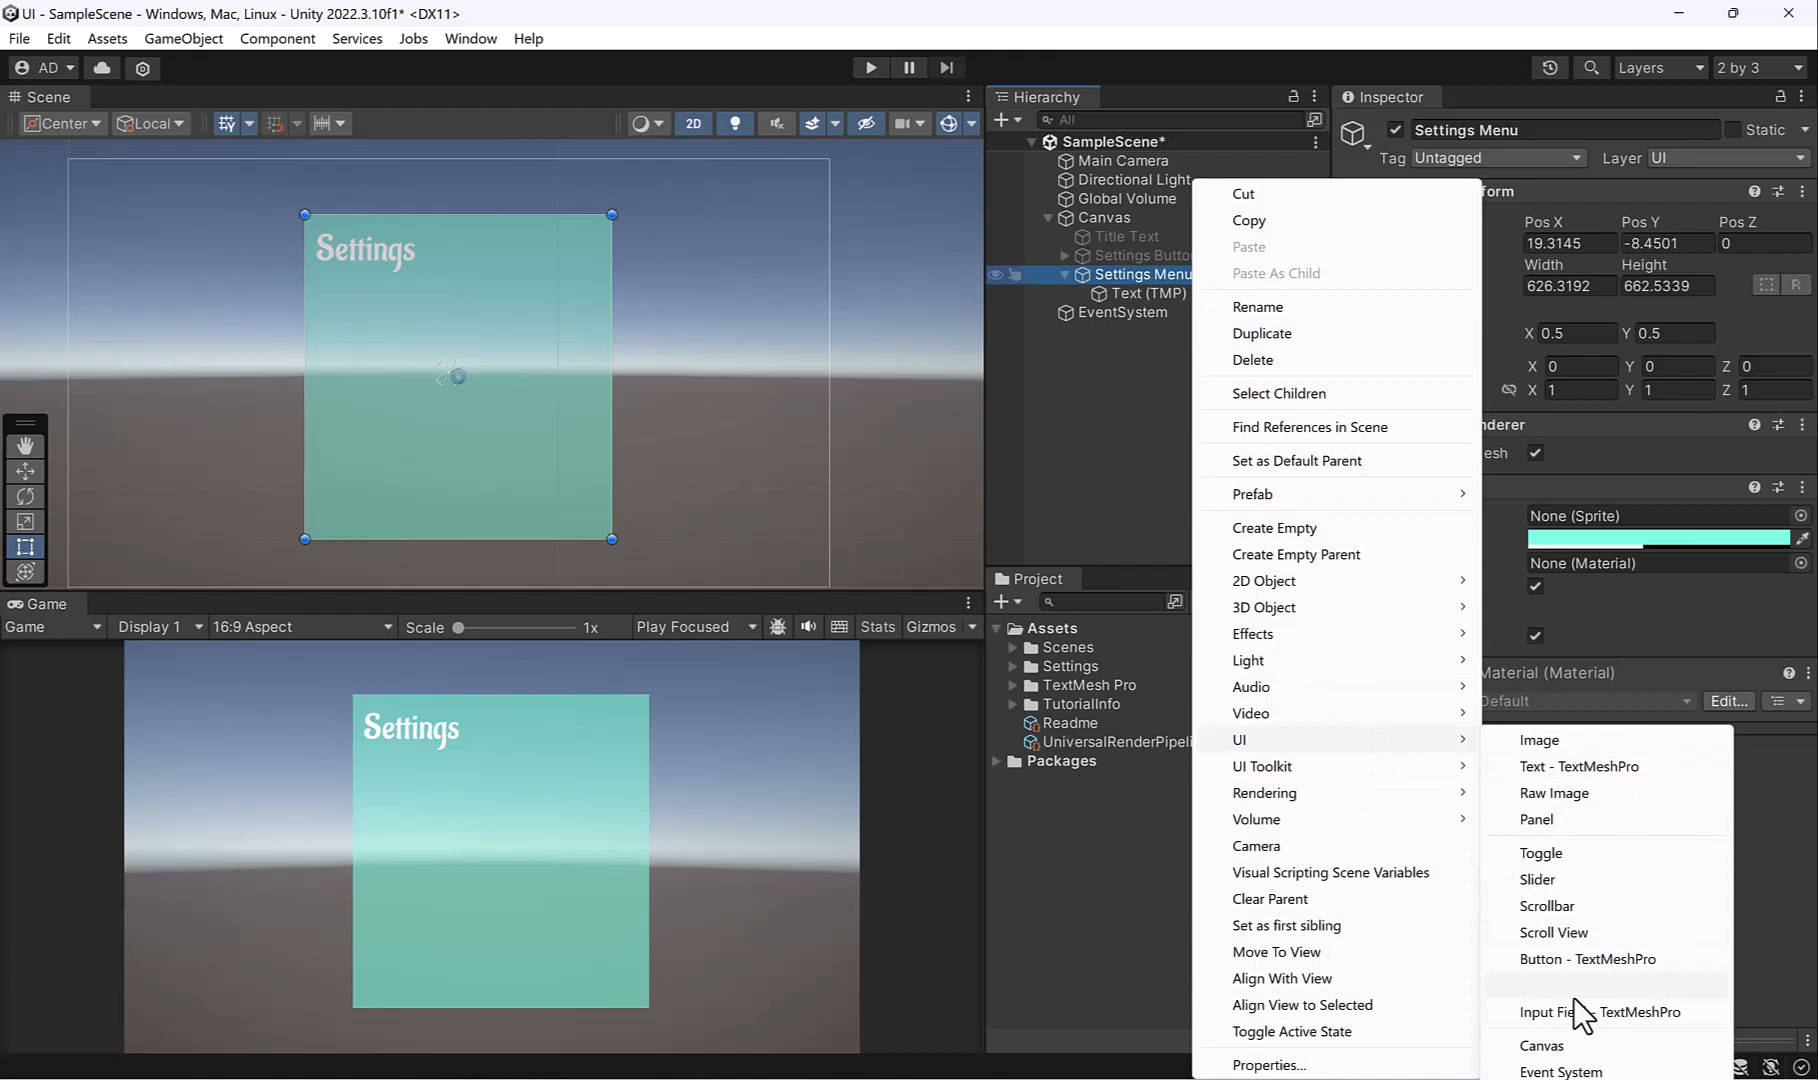 UI - SampleScene - Windows, Mac, Linux - Unity 2022.3.10f1* <DX11>
File Edit Assets GameObject Component Services Jobs Window Help
AD Layers 2 by 3
Scene
Center Local 2D
Settings
Game
Game Display 1 16:9 Aspect Scale 1x Play Focused Stats Gizmos
Settings
Hierarchy
All
SampleScene*
Main Camera
Directional Light
Global Volume
Canvas
Title Text
Settings Butto
Settings Menu
Text (TMP)
EventSystem
Project
Assets
Scenes
Settings
TextMesh Pro
TutorialInfo
Readme
UniversalRenderPipeli
Packages
Cut
Copy
Paste
Paste As Child
Rename
Duplicate
Delete
Select Children
Find References in Scene
Set as Default Parent
Prefab
Create Empty
Create Empty Parent
2D Object
3D Object
Effects
Light
Audio
Video
UI
UI Toolkit
Rendering
Volume
Camera
Visual Scripting Scene Variables
Clear Parent
Set as first sibling
Move To View
Align With View
Align View to Selected
Toggle Active State
Properties...
Image
Text - TextMeshPro
Raw Image
Panel
Toggle
Slider
Scrollbar
Scroll View
Button - TextMeshPro
Input Fi TextMeshPro
Canvas
Event System
Inspector
Settings Menu Static
Tag Untagged Layer UI
form
Pos X Pos Y Pos Z
19.3145 -8.4501 0
Width Height
626.3192 662.5339 R
X 0.5 Y 0.5
X 0 Y 0 Z 0
X 1 Y 1 Z 1
nderer
esh
None (Sprite)
None (Material)
Material (Material)
Default Edit...